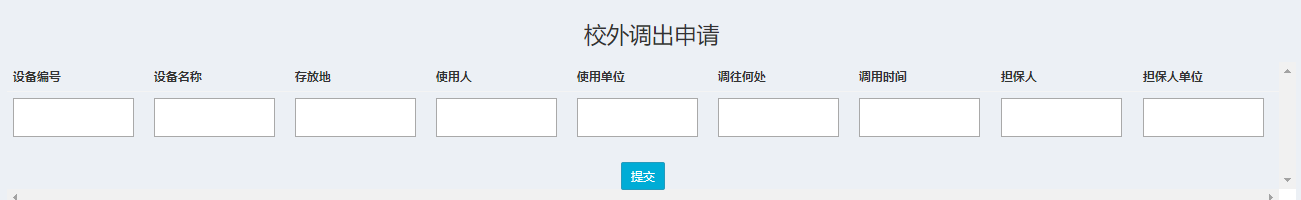 校外调出申请
设备编号 设备名称 存放地 使用人 使用单位 调往何处 调用时间 担保人 担保人单位
提交